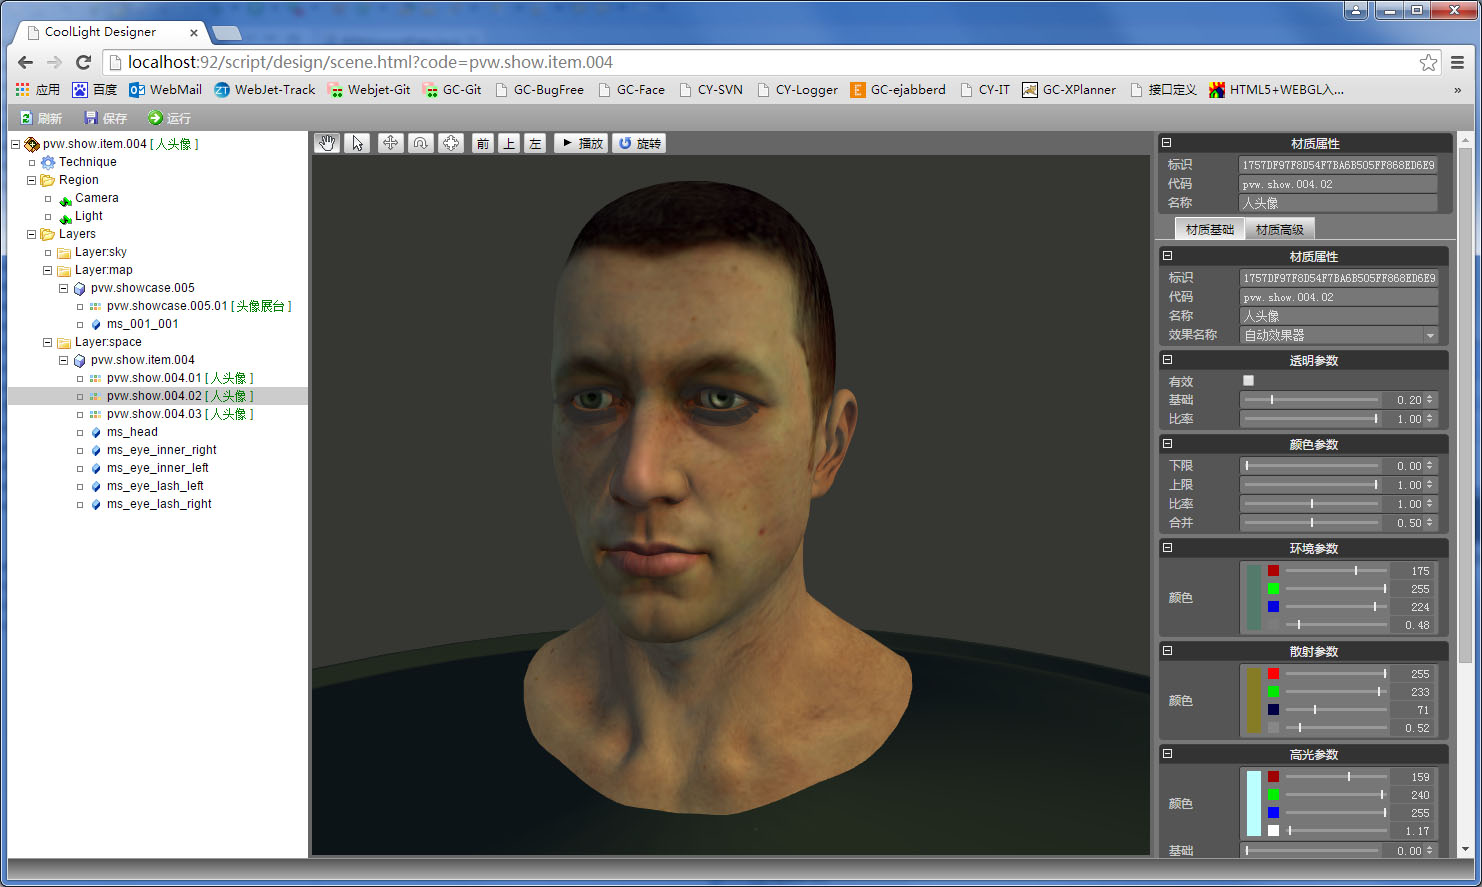 CoolLight Designer
localhost:92/script/design/scene.html?code=pvw.show.item.004
应用 百度 WebMail WebJet-Track Webjet-Git GC-Git GC-BugFree GC-Face CY-SVN CY-Logger GC-ejabberd CY-IT GC-XPlanner 接口定义 HTML5+WEBGL入...
刷新 保存 运行
pvw.show.item.004 [ 人头像 ]
Technique
Region
Camera
Light
Layers
Layer:sky
Layer:map
pvw.showcase.005
pvw.showcase.005.01 [ 头像展台 ]
ms_001_001
Layer:space
pvw.show.item.004
pvw.show.004.01 [ 人头像 ]
pvw.show.004.02 [ 人头像 ]
pvw.show.004.03 [ 人头像 ]
ms_head
ms_eye_inner_right
ms_eye_inner_left
ms_eye_lash_left
ms_eye_lash_right
前 上 左 播放 旋转
材质属性
标识 1757DF97F8D54F7BA6B505FF868ED6E9
代码 pvw.show.004.02
名称 人头像
材质基础 材质高级
材质属性
标识 1757DF97F8D54F7BA6B505FF868ED6E9
代码 pvw.show.004.02
名称 人头像
效果名称 自动效果器
透明参数
有效
基础 0.20
比率 1.00
颜色参数
下限 0.00
上限 1.00
比率 1.00
合并 0.50
环境参数
颜色
175
255
224
0.48
散射参数
颜色
255
233
71
0.52
高光参数
颜色
159
240
255
1.17
基础 0.00